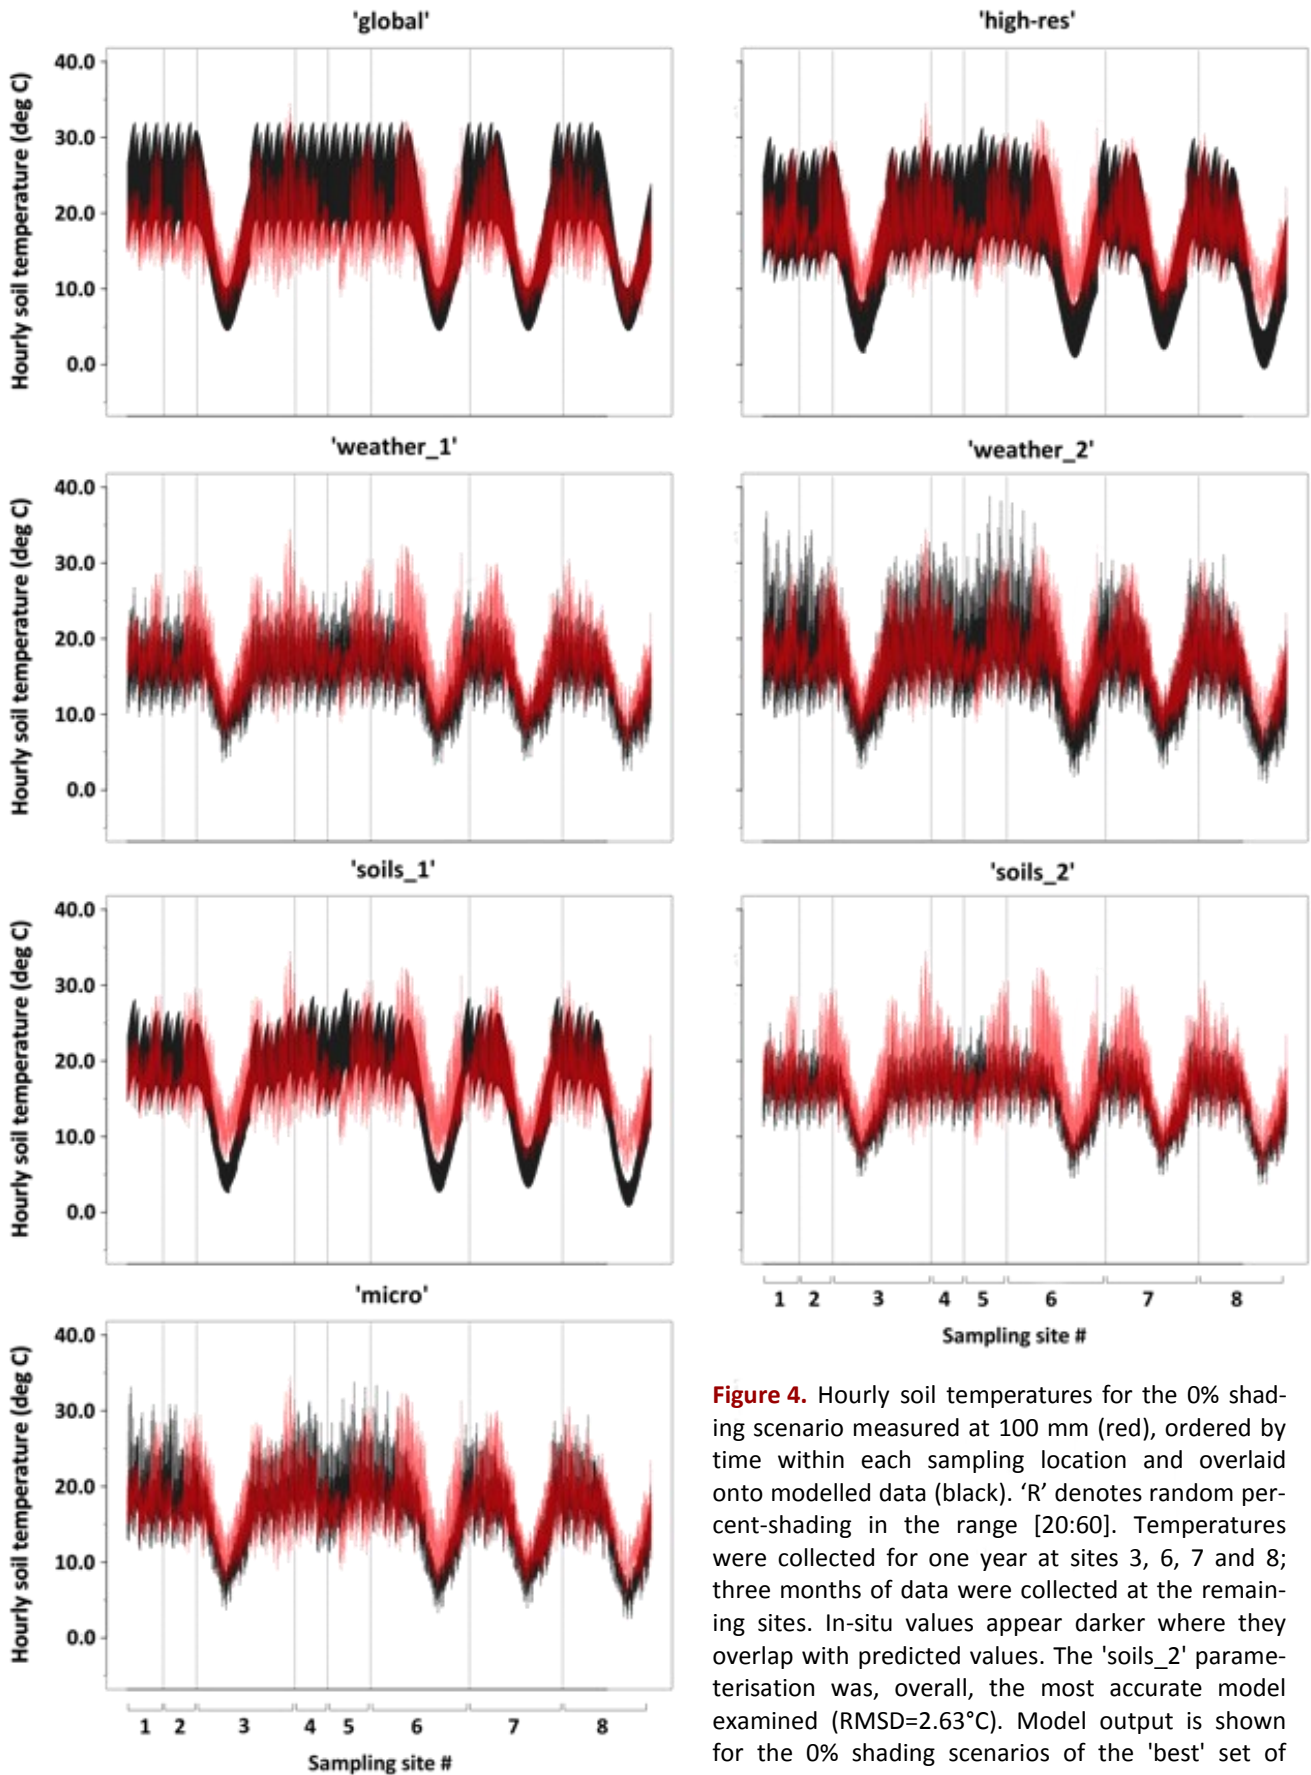 'global'
'high-res'
Hourly soil temperature (deg C)
40.0
30.0
20.0
10.0
0.0
'weather_1'
'weather_2'
Hourly soil temperature (deg C)
40.0
30.0
20.0
10.0
0.0
'soils_1'
'soils_2'
Hourly soil temperature (deg C)
40.0
30.0
20.0
10.0
0.0
1 2 3 4 5 6 7 8
Sampling site #
'micro'
Hourly soil temperature (deg C)
40.0
30.0
20.0
10.0
0.0
1 2 3 4 5 6 7 8
Sampling site #
Figure 4. Hourly soil temperatures for the 0% shad-
ing scenario measured at 100 mm (red), ordered by
time within each sampling location and overlaid
onto modelled data (black). ‘R’ denotes random per-
cent-shading in the range [20:60]. Temperatures
were collected for one year at sites 3, 6, 7 and 8;
three months of data were collected at the remain-
ing sites. In-situ values appear darker where they
overlap with predicted values. The 'soils_2' parame-
terisation was, overall, the most accurate model
examined (RMSD=2.63°C). Model output is shown
for the 0% shading scenarios of the 'best' set of